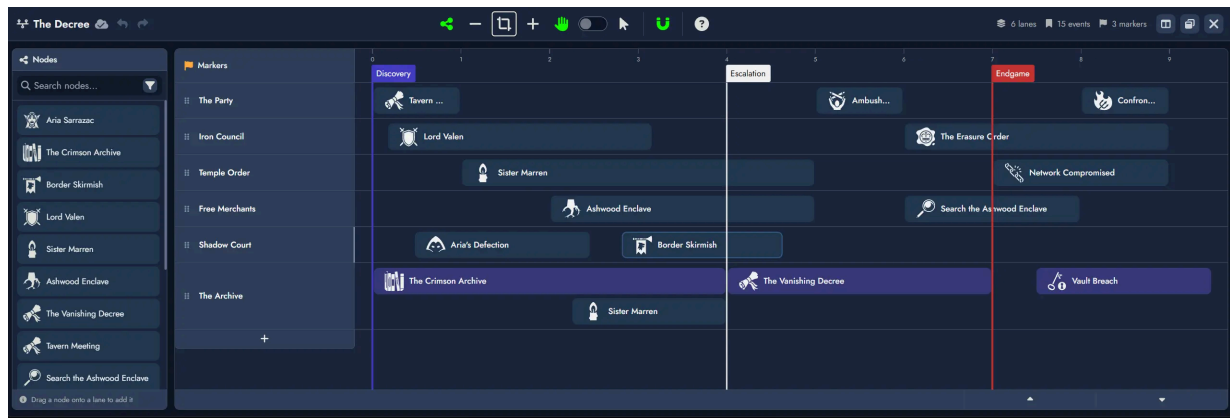 The Decree
6 lanes 15 events 3 markers
Nodes
Search nodes...
Aria Sarrazac
The Crimson Archive
Border Skirmish
Lord Valen
Sister Marren
Ashwood Enclave
The Vanishing Decree
Tavern Meeting
Search the Ashwood Enclave
Drag a node onto a lane to add it
Markers
0 1 2 3 4 5 6 7 8 9
Discovery Escalation Endgame
The Party Tavern ... Ambush... Confron...
Iron Council Lord Valen The Erasure Order
Temple Order Sister Marren Network Compromised
Free Merchants Ashwood Enclave Search the Ashwood Enclave
Shadow Court Aria's Defection Border Skirmish
The Archive The Crimson Archive The Vanishing Decree Vault Breach
Sister Marren